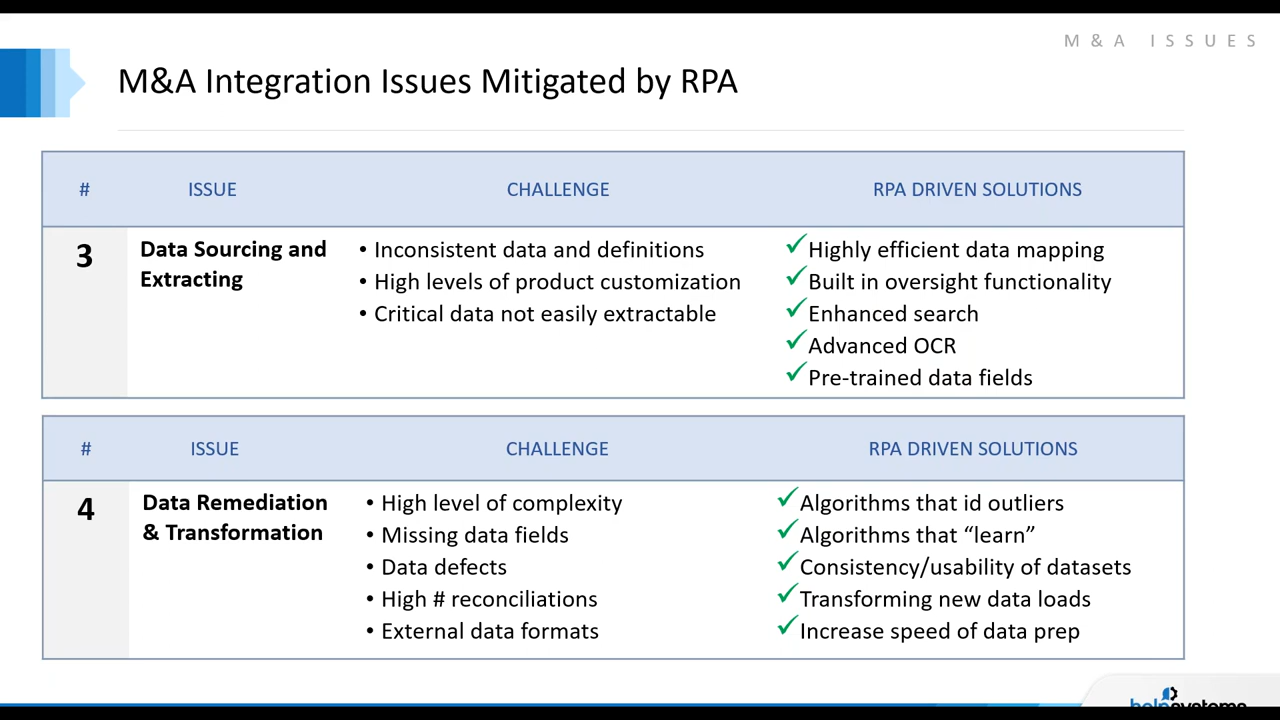 M&A ISSUES
M&A Integration Issues Mitigated by RPA
# ISSUE CHALLENGE RPA DRIVEN SOLUTIONS
3
Data Sourcing and
Extracting
• Inconsistent data and definitions
• High levels of product customization
• Critical data not easily extractable
✓Highly efficient data mapping
✓Built in oversight functionality
✓Enhanced search
✓Advanced OCR
✓Pre-trained data fields
# ISSUE CHALLENGE RPA DRIVEN SOLUTIONS
4
Data Remediation
& Transformation
• High level of complexity
• Missing data fields
• Data defects
• High # reconciliations
• External data formats
✓Algorithms that id outliers
✓Algorithms that “learn”
✓Consistency/usability of datasets
✓Transforming new data loads
✓Increase speed of data prep
helpsystems